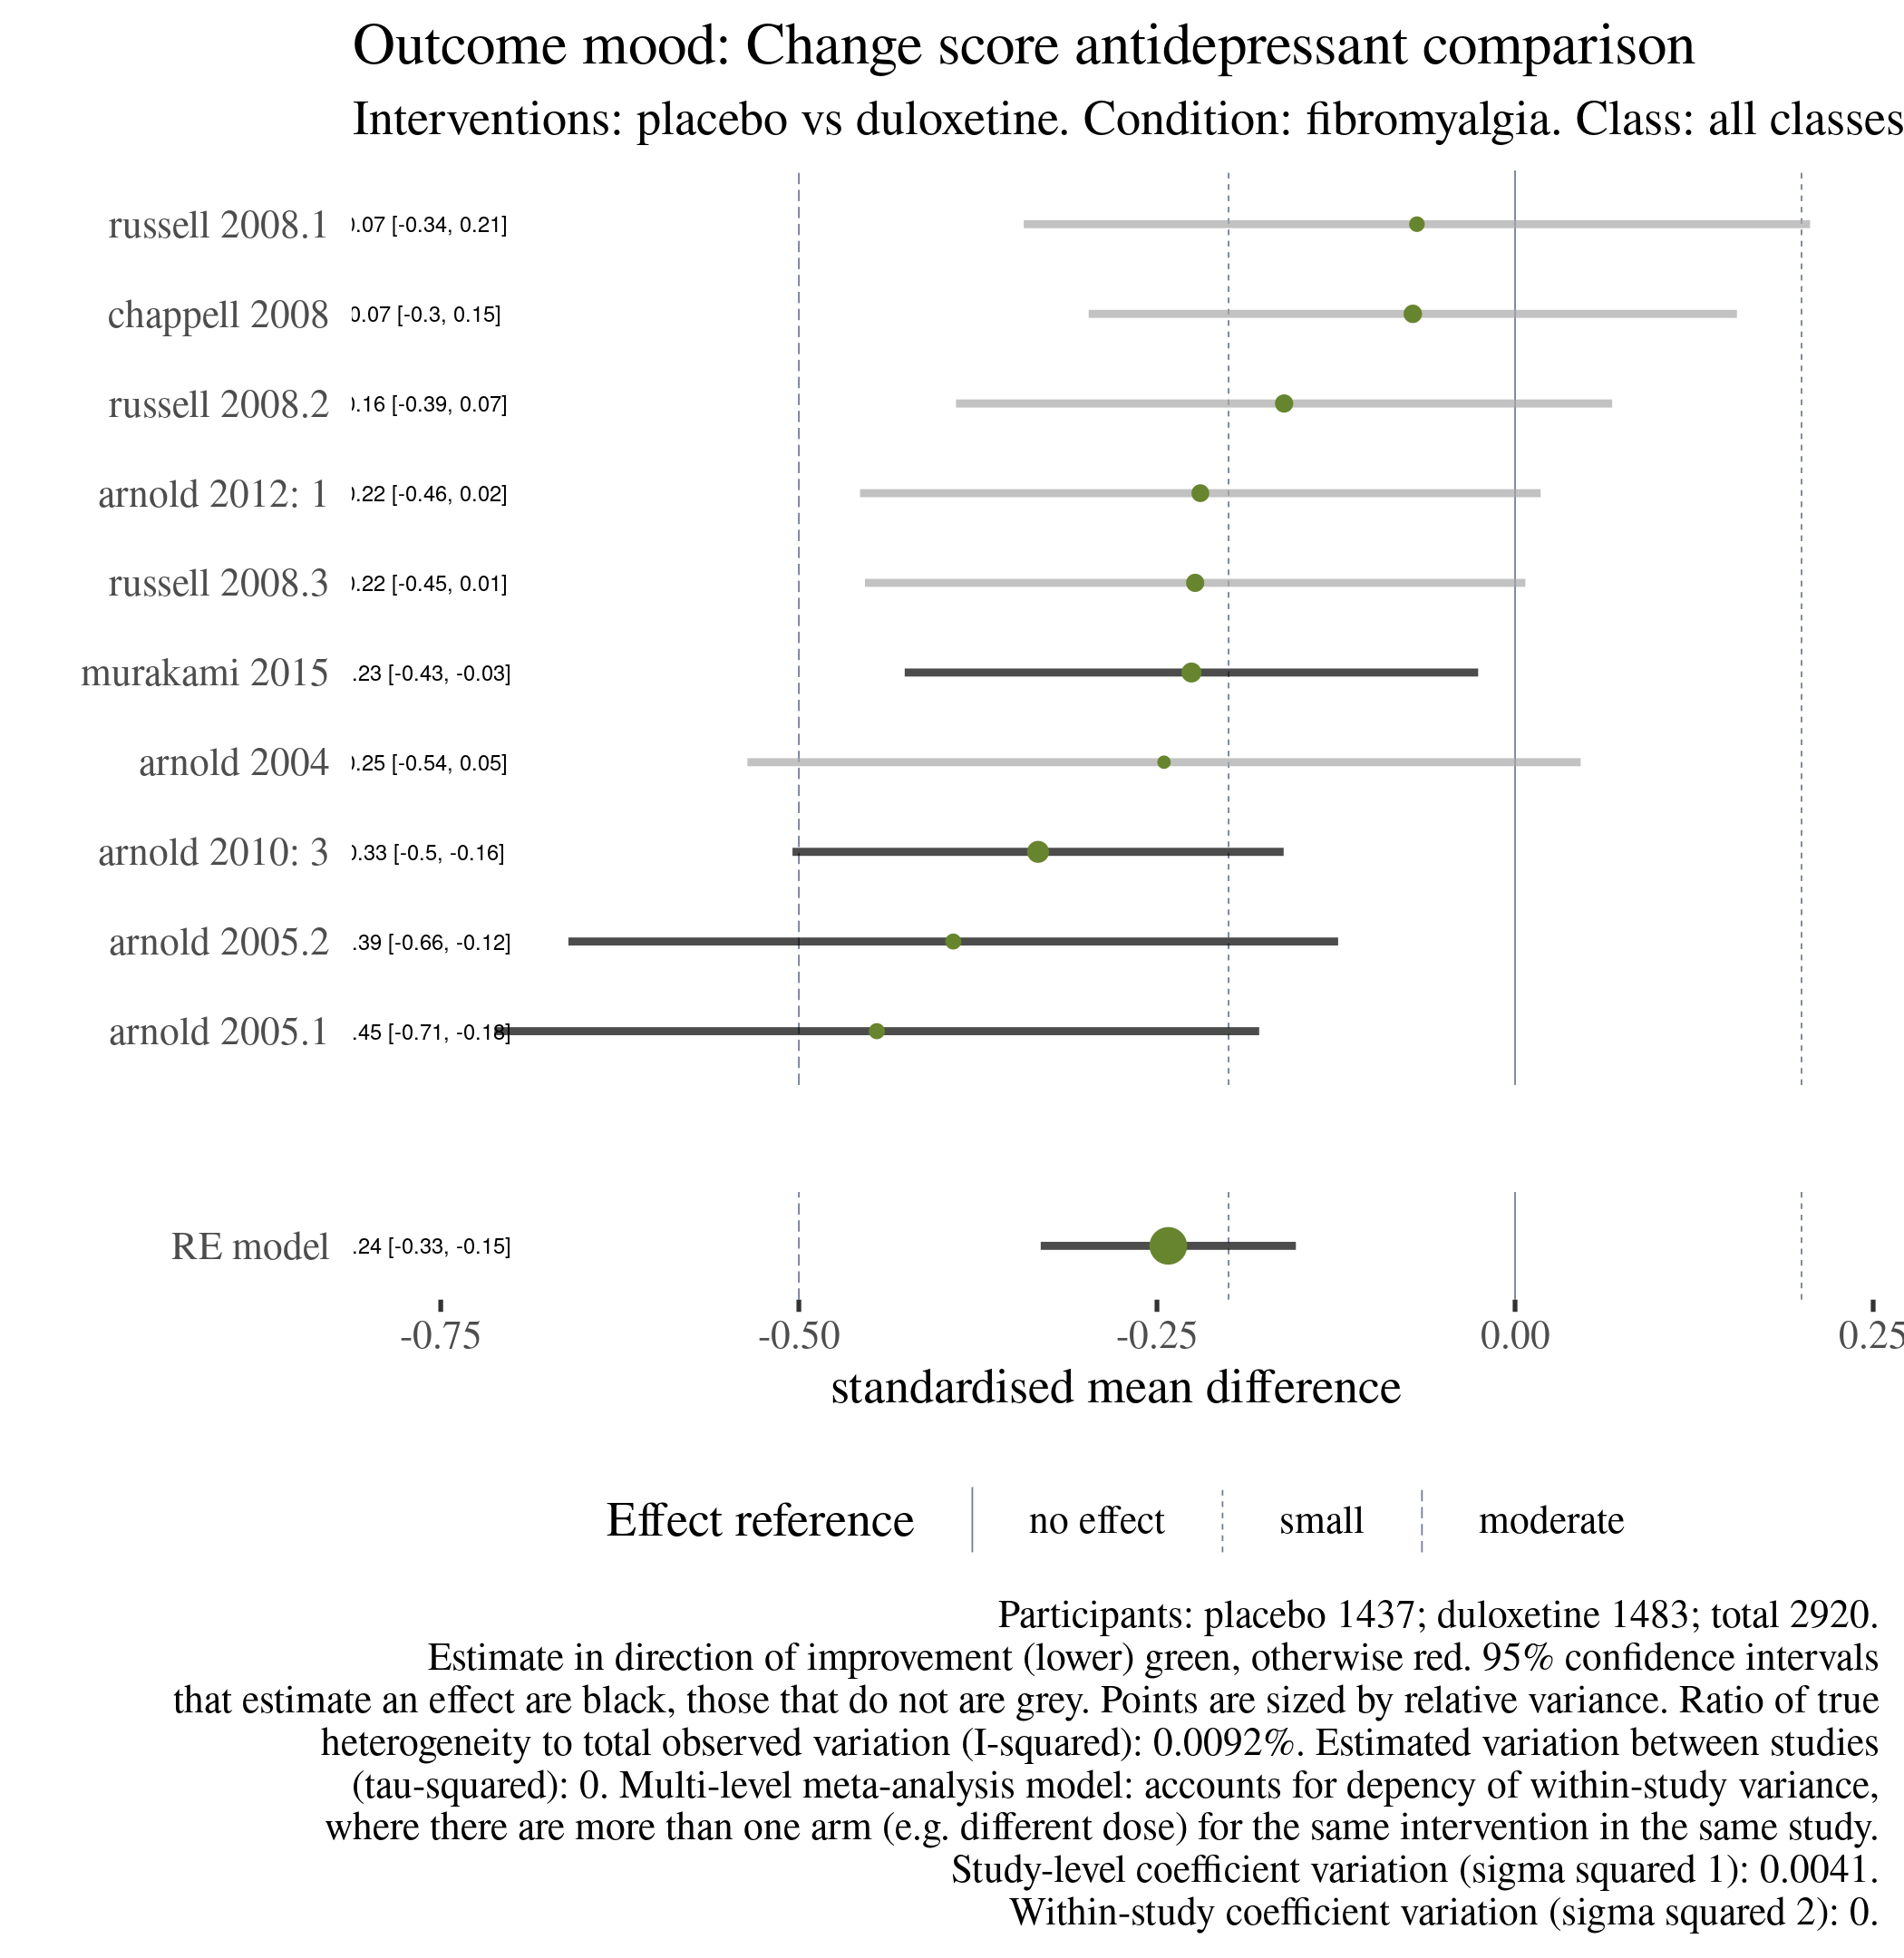 Outcome mood: Change score antidepressant comparison
Interventions: placebo vs duloxetine. Condition: fibromyalgia. Class: all classes
russell 2008.1 0.07 [-0.34, 0.21]
chappell 2008 0.07 [-0.3, 0.15]
russell 2008.2 0.16 [-0.39, 0.07]
arnold 2012: 1 0.22 [-0.46, 0.02]
russell 2008.3 0.22 [-0.45, 0.01]
murakami 2015 .23 [-0.43, -0.03]
arnold 2004 0.25 [-0.54, 0.05]
arnold 2010: 3 0.33 [-0.5, -0.16]
arnold 2005.2 .39 [-0.66, -0.12]
arnold 2005.1 .45 [-0.71, -0.18]
RE model .24 [-0.33, -0.15]
-0.75 -0.50 -0.25 0.00 0.25
standardised mean difference
Effect reference no effect small moderate
Participants: placebo 1437; duloxetine 1483; total 2920.
Estimate in direction of improvement (lower) green, otherwise red. 95% confidence intervals
that estimate an effect are black, those that do not are grey. Points are sized by relative variance. Ratio of true
heterogeneity to total observed variation (I-squared): 0.0092%. Estimated variation between studies
(tau-squared): 0. Multi-level meta-analysis model: accounts for depency of within-study variance,
where there are more than one arm (e.g. different dose) for the same intervention in the same study.
Study-level coefficient variation (sigma squared 1): 0.0041.
Within-study coefficient variation (sigma squared 2): 0.